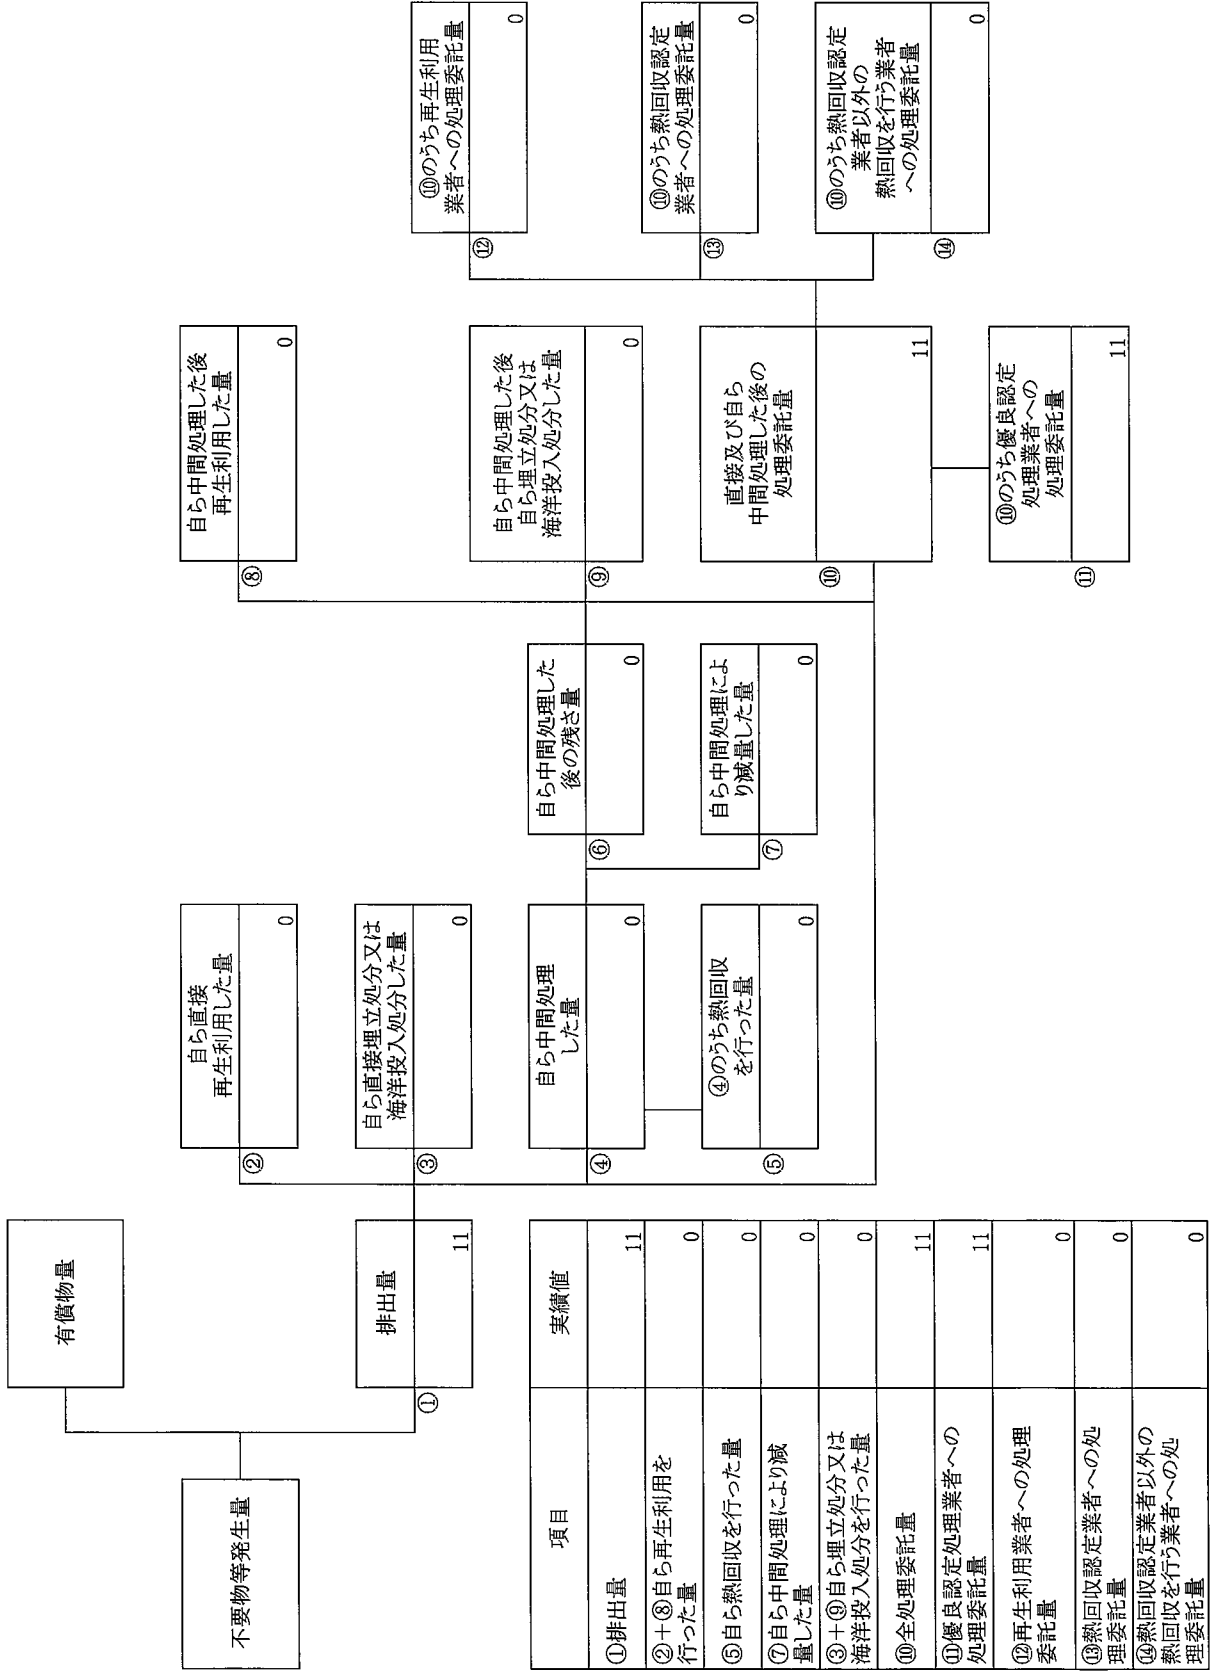 不要物等発生量
有償物量
排出量
①
11
自ら直接
再生利用した量
②
0
自ら直接埋立処分又は
海洋投入処分した量
③
0
自ら中間処理
した量
④
0
④のうち熱回収
を行った量
⑤
0
自ら中間処理した
後の残さ量
⑥
0
自ら中間処理によ
り減量した量
⑦
0
自ら中間処理した後
再生利用した量
⑧
0
自ら中間処理した後
自ら埋立処分又は
海洋投入処分した量
⑨
0
直接及び自ら
中間処理した後の
処理委託量
⑩
11
⑩のうち優良認定
処理業者への
処理委託量
⑪
11
⑩のうち再生利用
業者への処理委託量
⑫
0
⑩のうち熱回収認定
業者への処理委託量
⑬
0
⑩のうち熱回収認定
業者以外の
熱回収を行う業者
への処理委託量
⑭
0
項目 実績値
①排出量 11
②+⑧自ら再生利用を
行った量 0
⑤自ら熱回収を行った量 0
⑦自ら中間処理により減
量した量 0
③+⑨自ら埋立処分又は
海洋投入処分を行った量 0
⑩全処理委託量 11
⑪優良認定処理業者への
処理委託量 11
⑫再生利用業者への処理
委託量 0
⑬熱回収認定業者への処
理委託量 0
⑭熱回収認定業者以外の
熱回収を行う業者への処
理委託量 0